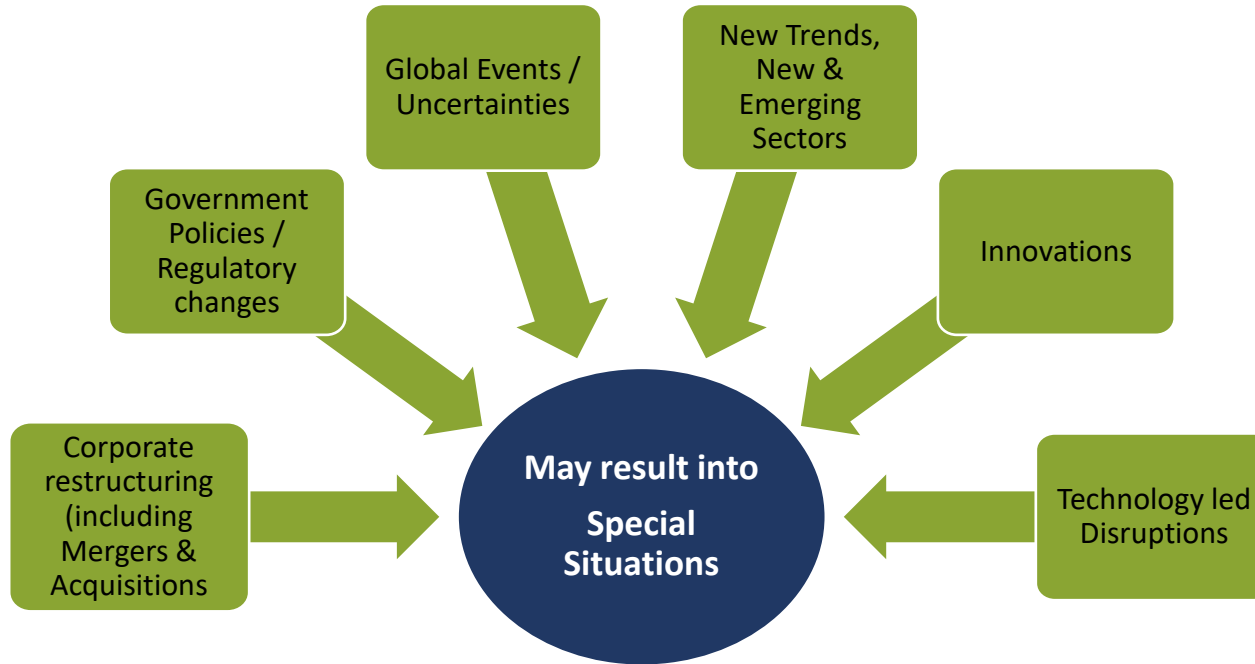 Global Events /
Uncertainties
New Trends,
New &
Emerging
Sectors
Government
Policies /
Regulatory
changes
Innovations
Corporate
restructuring
(including
Mergers &
Acquisitions
May result into
Special
Situations
Technology led
Disruptions